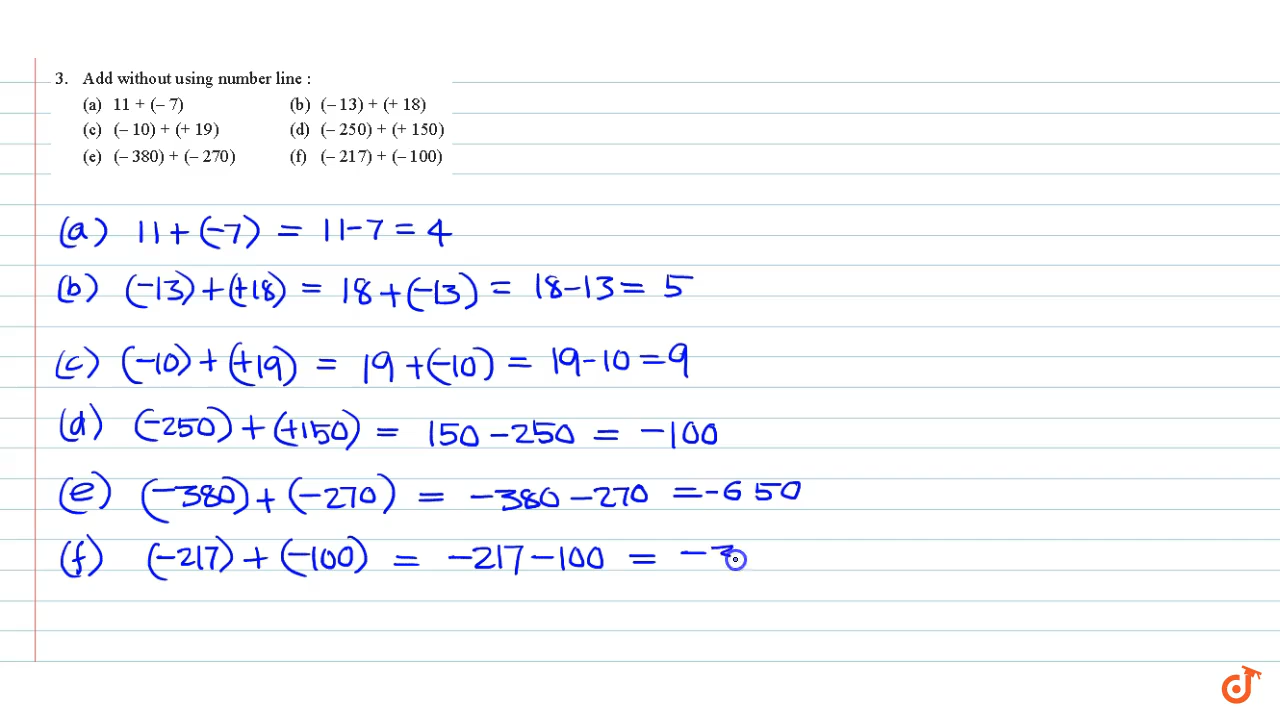 3. Add without using number line :
(a) 11 + (– 7) (b) (– 13) + (+ 18)
(c) (– 10) + (+ 19) (d) (– 250) + (+ 150)
(e) (– 380) + (– 270) (f) (– 217) + (– 100)
(a) 11 + (-7) = 11 - 7 = 4
(b) (-13) + (+18) = 18 + (-13) = 18 - 13 = 5
(c) (-10) + (+19) = 19 + (-10) = 19 - 10 = 9
(d) (-250) + (+150) = 150 - 250 = -100
(e) (-380) + (-270) = -380 - 270 = -650
(f) (-217) + (-100) = -217 - 100 = -3